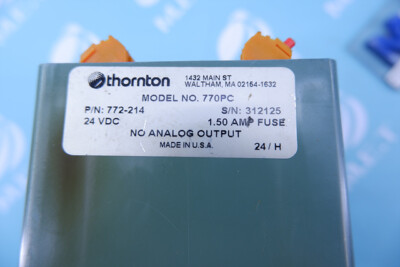 thornton
1432 MAIN ST
WALTHAM, MA 02154-1632
MODEL NO. 770PC
P/N: 772-214 S/N: 312125
24 VDC 1.50 AMP FUSE
NO ANALOG OUTPUT
MADE IN U.S.A. 24 / H